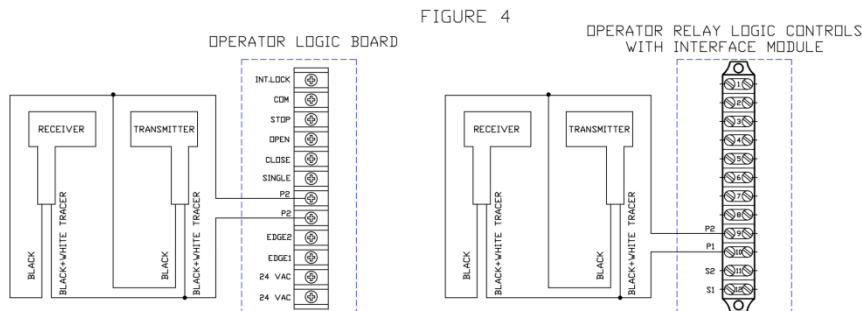 FIGURE 4
OPERATOR LOGIC BOARD
INT.LOCK
COM
STOP
OPEN
CLOSE
SINGLE
P2
P2
EDGE2
EDGE1
24 VAC
24 VAC
RECEIVER
TRANSMITTER
BLACK
BLACK+WHITE TRACER
BLACK
BLACK+WHITE TRACER
OPERATOR RELAY LOGIC CONTROLS
WITH INTERFACE MODULE
RECEIVER
TRANSMITTER
BLACK
BLACK+WHITE TRACER
BLACK
BLACK+WHITE TRACER
1
2
3
4
5
6
7
8
P2 9
P1 10
S2 11
S1 12